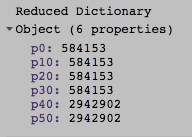 Reduced Dictionary
Object (6 properties)
p0: 584153
p10: 584153
p20: 584153
p30: 584153
p40: 2942902
p50: 2942902